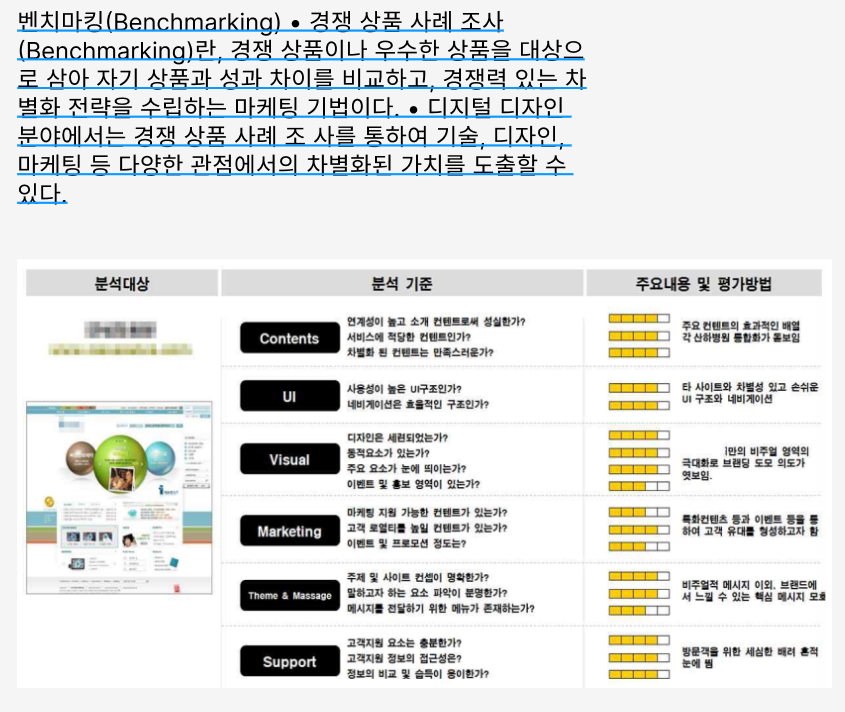 벤치마킹(Benchmarking) • 경쟁 상품 사례 조사
(Benchmarking)란, 경쟁 상품이나 우수한 상품을 대상으
로 삼아 자기 상품과 성과 차이를 비교하고, 경쟁력 있는 차
별화 전략을 수립하는 마케팅 기법이다. • 디지털 디자인
분야에서는 경쟁 상품 사례 조 사를 통하여 기술, 디자인,
마케팅 등 다양한 관점에서의 차별화된 가치를 도출할 수
있다.
분석대상
분석 기준
주요내용 및 평가방법
Contents
연계성이 높고 소개 컨텐트로써 성실한가?
서비스에 적당한 컨텐트인가?
차별화 된 컨텐트는 만족스러운가?
주요 컨텐트의 효과적인 배열
각 산하병원 통합화가 돋보임
UI
사용성이 높은 UI구조인가?
네비게이션은 효율적인 구조인가?
타 사이트와 차별성 있고 손쉬운
UI 구조와 네비게이션
Visual
디자인은 세련되었는가?
동적요소가 있는가?
주요 요소가 눈에 띄이는가?
이벤트 및 홍보 영역이 있는가?
만의 비주얼 영역의
극대화로 브랜딩 도모 의도가
엿보임.
Marketing
마케팅 지원 가능한 컨텐트가 있는가?
고객 로열티를 높일 컨텐트가 있는가?
이벤트 및 프로모션 정도는?
특화컨텐츠 등과 이벤트 등을 통
하여 고객 유대를 형성하고자 함
Theme & Massage
주제 및 사이트 컨셉이 명확한가?
말하고자 하는 요소 파악이 분명한가?
메시지를 전달하기 위한 메뉴가 존재하는가?
비주얼적 메시지 이외, 브랜드에
서 느낄 수 있는 핵심 메시지 모호
Support
고객지원 요소는 충분한가?
고객지원 정보의 접근성은?
정보의 비교 및 습득이 용이한가?
방문객을 위한 세심한 배려 흔적
눈에 띔